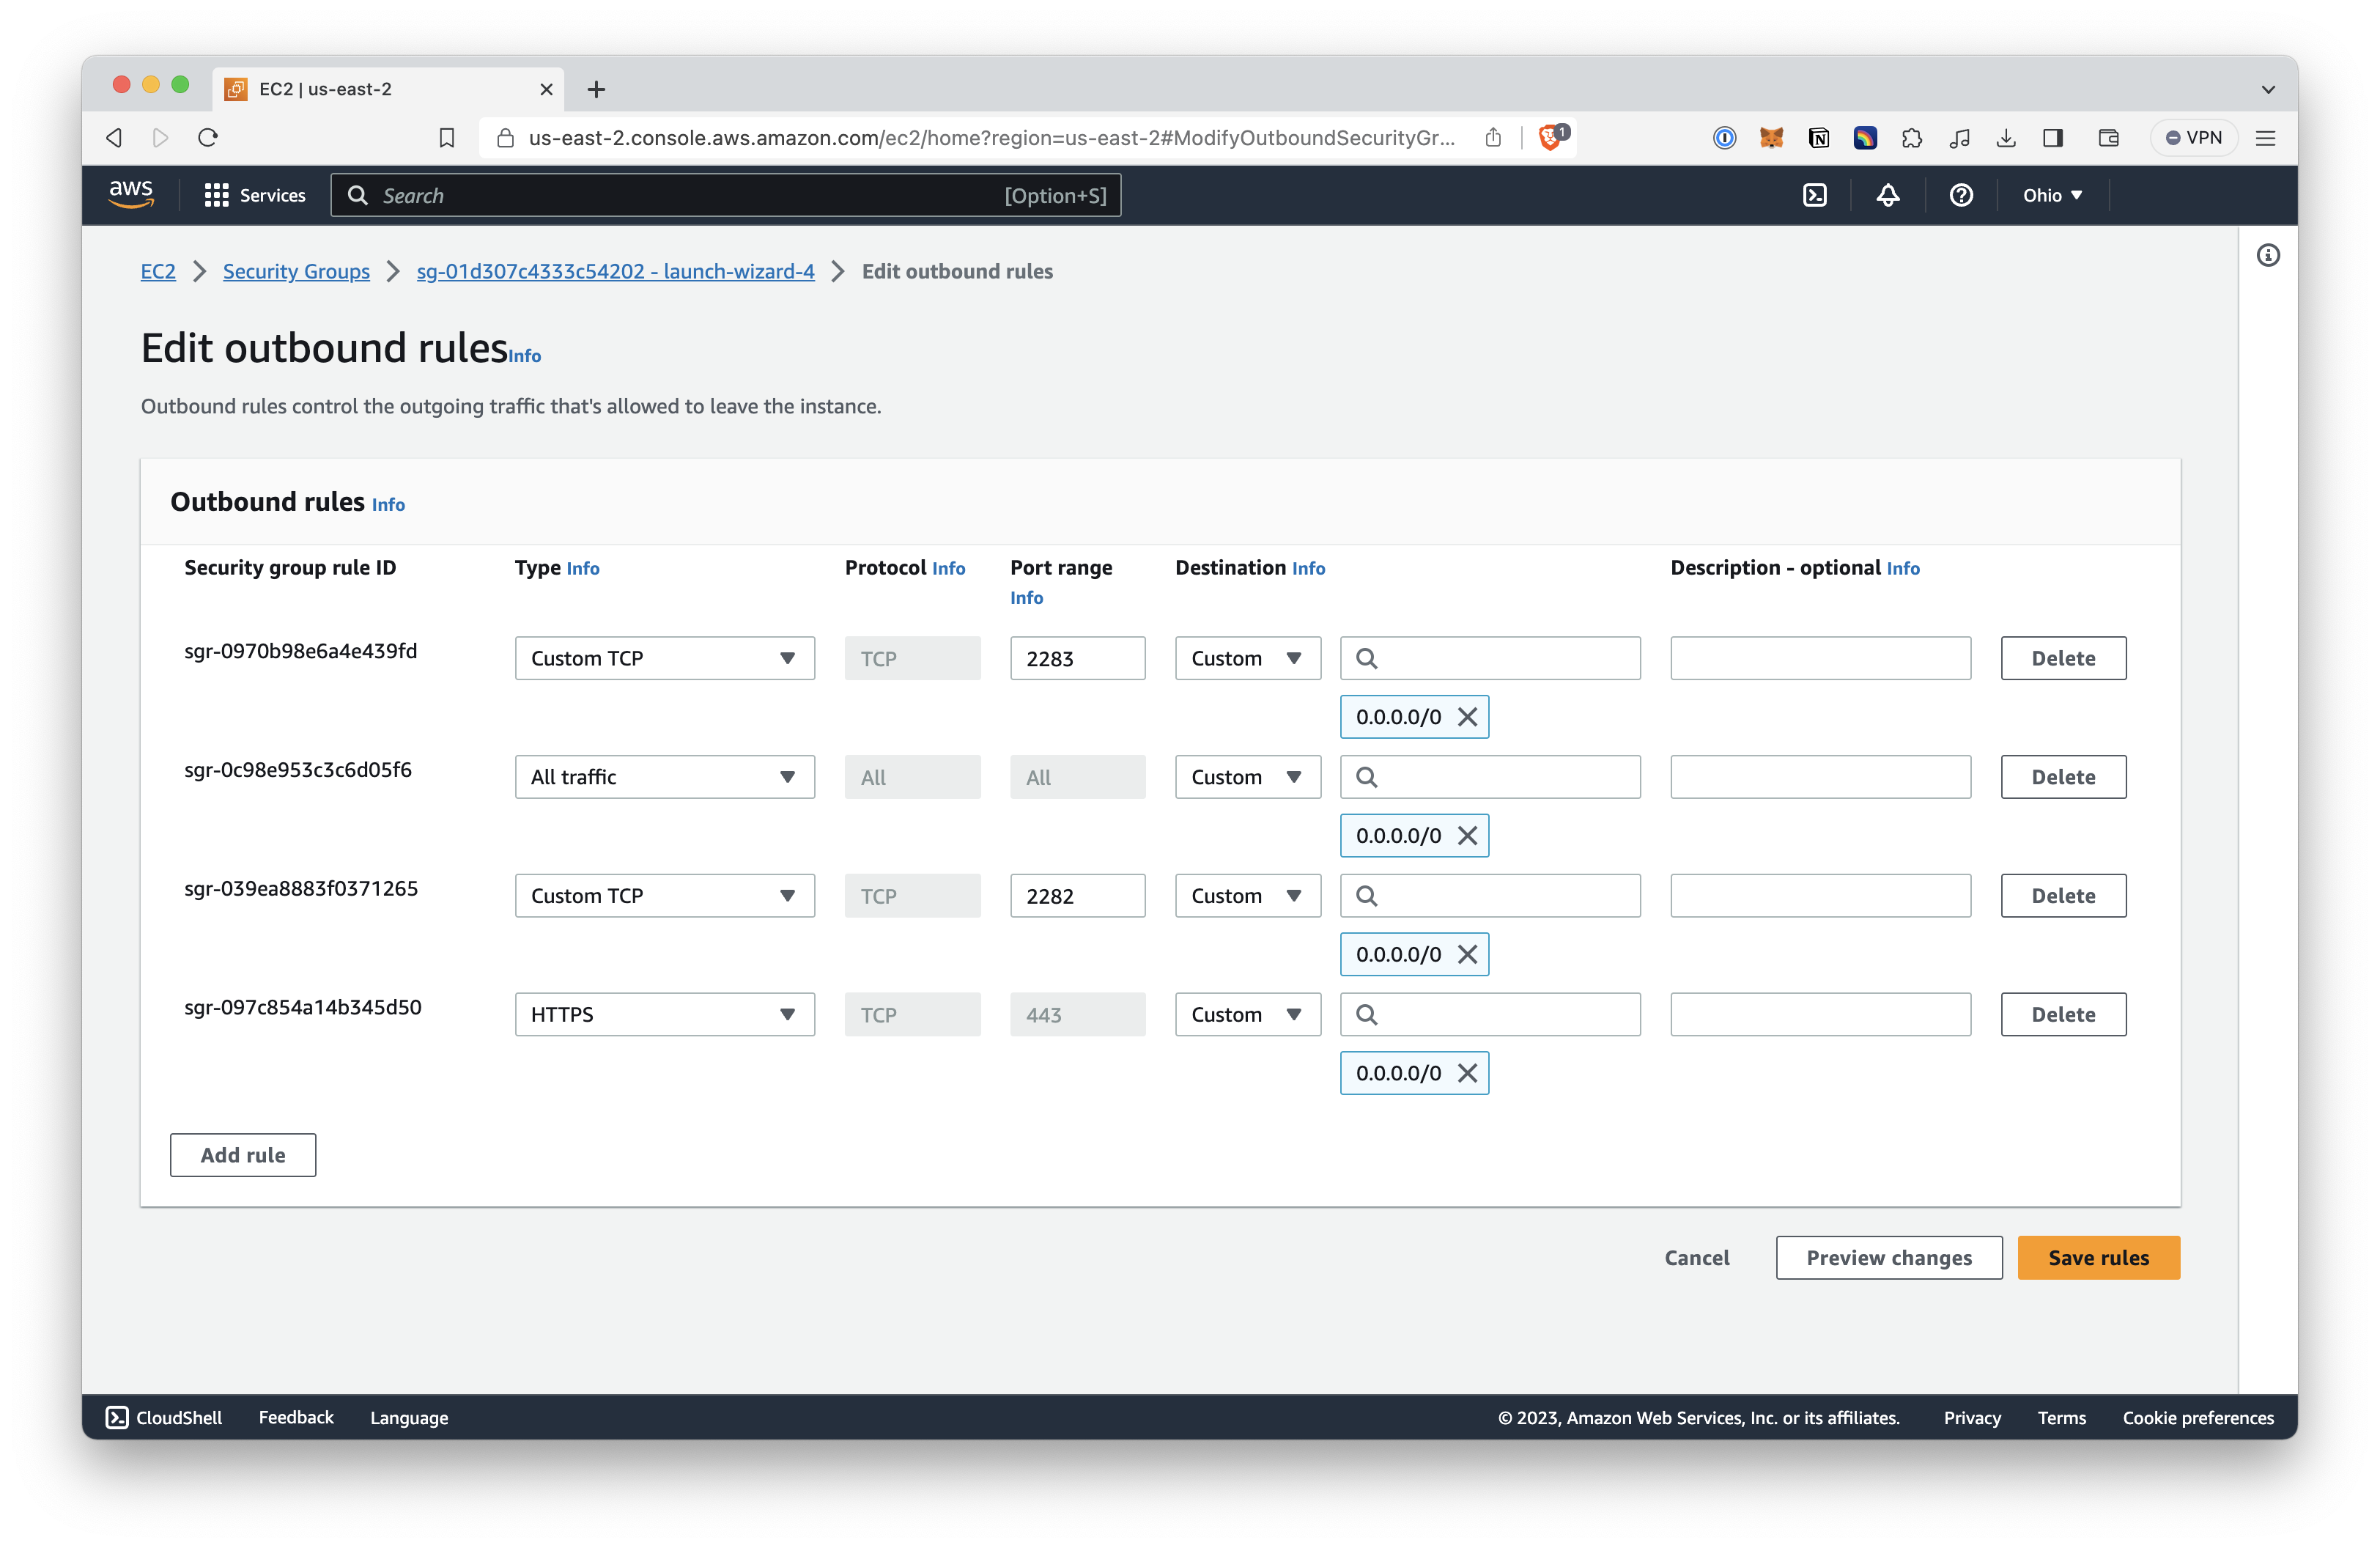 EC2 | us-east-2
us-east-2.console.aws.amazon.com/ec2/home?region=us-east-2#ModifyOutboundSecurityGr...
1
VPN
aws
Services
Search
[Option+S]
Ohio
EC2 > Security Groups > sg-01d307c4333c54202 - launch-wizard-4 > Edit outbound rules
Edit outbound rules Info
Outbound rules control the outgoing traffic that's allowed to leave the instance.
Outbound rules Info
Security group rule ID Type Info Protocol Info Port range Info Destination Info Description - optional Info
sgr-0970b98e6a4e439fd Custom TCP TCP 2283 Custom Delete
0.0.0.0/0
sgr-0c98e953c3c6d05f6 All traffic All All Custom Delete
0.0.0.0/0
sgr-039ea8883f0371265 Custom TCP TCP 2282 Custom Delete
0.0.0.0/0
sgr-097c854a14b345d50 HTTPS TCP 443 Custom Delete
0.0.0.0/0
Add rule
Cancel Preview changes Save rules
CloudShell Feedback Language © 2023, Amazon Web Services, Inc. or its affiliates. Privacy Terms Cookie preferences